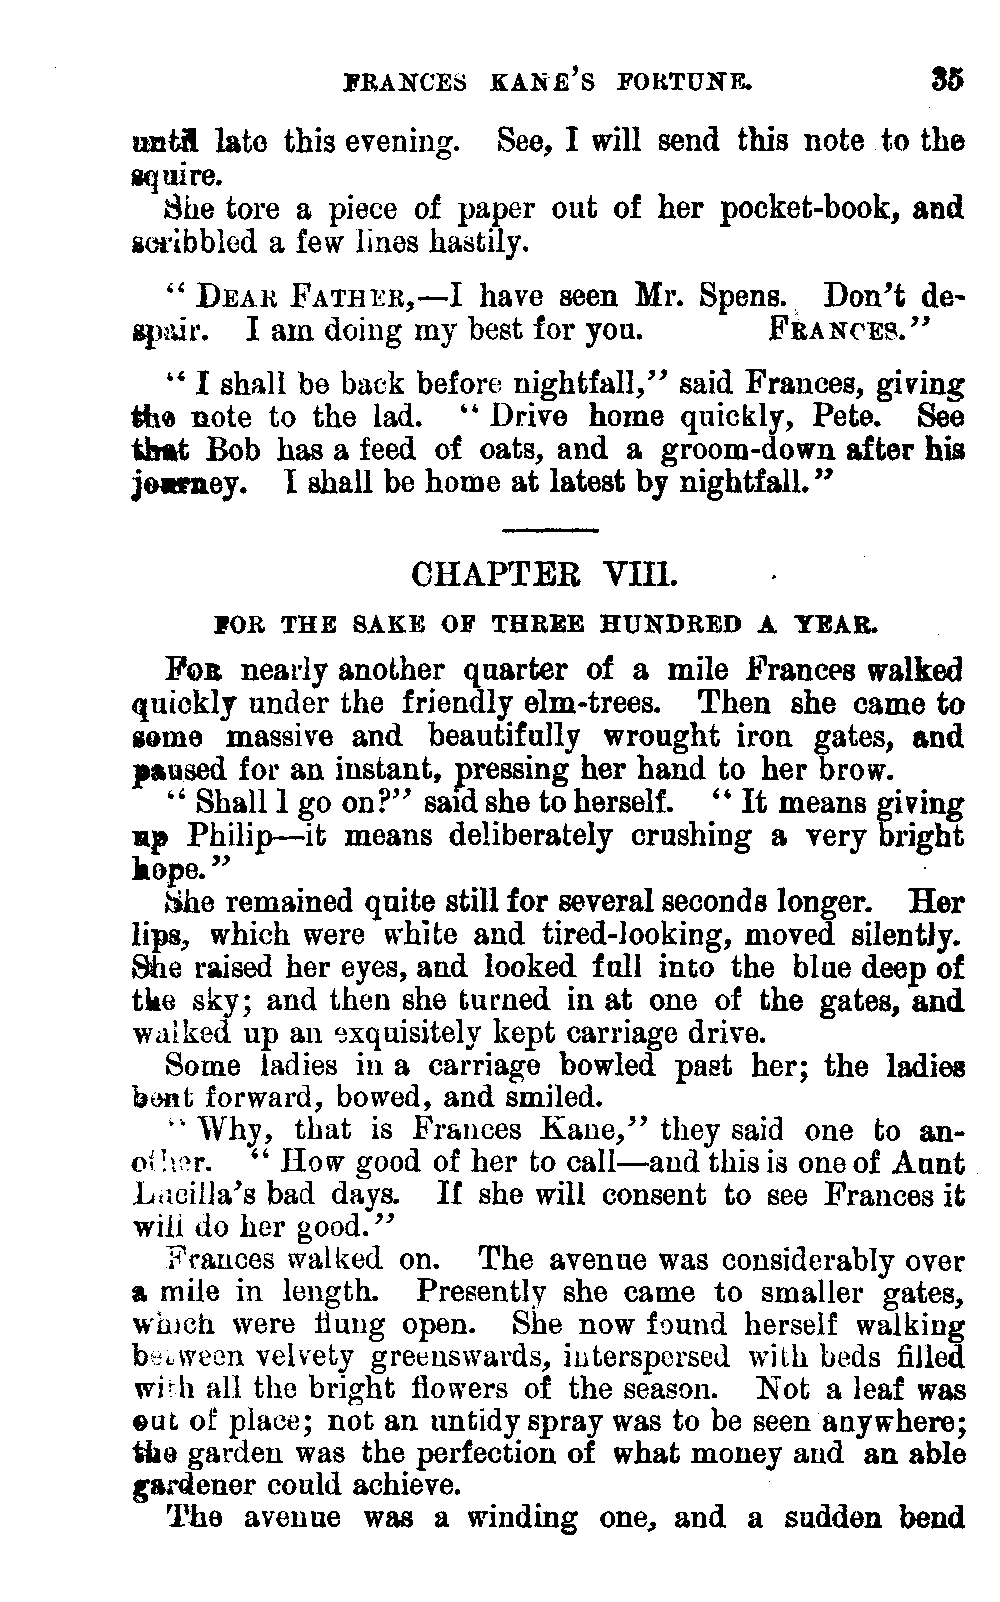 FRANCES KANE'S FORTUNE. 35
until late this evening. See, I will send this note to the
squire.
She tore a piece of paper out of her pocket-book, and
scribbled a few lines hastily.
"DEAR FATHER,—I have seen Mr. Spens. Don't de-
spair. I am doing my best for you. FRANCES."
"I shall be back before nightfall," said Frances, giving
the note to the lad. "Drive home quickly, Pete. See
that Bob has a feed of oats, and a groom-down after his
journey. I shall be home at latest by nightfall."
CHAPTER VIII.
FOR THE SAKE OF THREE HUNDRED A YEAR.
FOR nearly another quarter of a mile Frances walked
quickly under the friendly elm-trees. Then she came to
some massive and beautifully wrought iron gates, and
paused for an instant, pressing her hand to her brow.
"Shall I go on?" said she to herself. "It means giving
up Philip—it means deliberately crushing a very bright
hope."
She remained quite still for several seconds longer. Her
lips, which were white and tired-looking, moved silently.
She raised her eyes, and looked full into the blue deep of
the sky; and then she turned in at one of the gates, and
walked up an exquisitely kept carriage drive.
Some ladies in a carriage bowled past her; the ladies
bent forward, bowed, and smiled.
"Why, that is Frances Kane," they said one to an-
other. "How good of her to call—and this is one of Aunt
Lucilla's bad days. If she will consent to see Frances it
will do her good."
Frances walked on. The avenue was considerably over
a mile in length. Presently she came to smaller gates,
which were flung open. She now found herself walking
between velvety greenswards, interspersed with beds filled
with all the bright flowers of the season. Not a leaf was
out of place; not an untidy spray was to be seen anywhere;
the garden was the perfection of what money and an able
gardener could achieve.
The avenue was a winding one, and a sudden bend